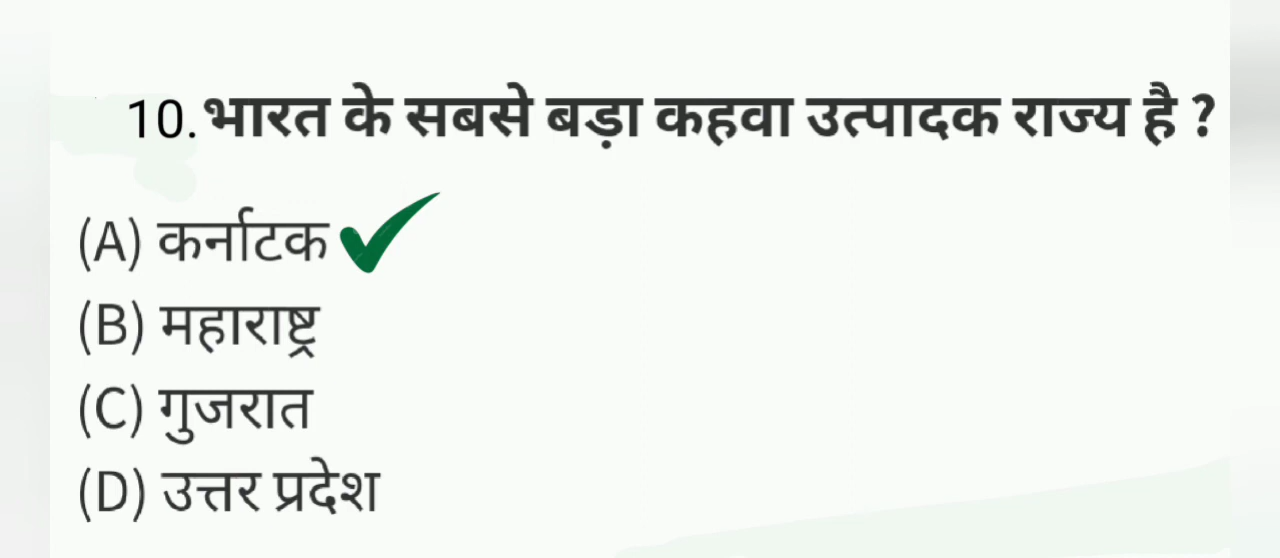 10. भारत के सबसे बड़ा कहवा उत्पादक राज्य है ?
(A) कर्नाटक
(B) महाराष्ट्र
(C) गुजरात
(D) उत्तर प्रदेश